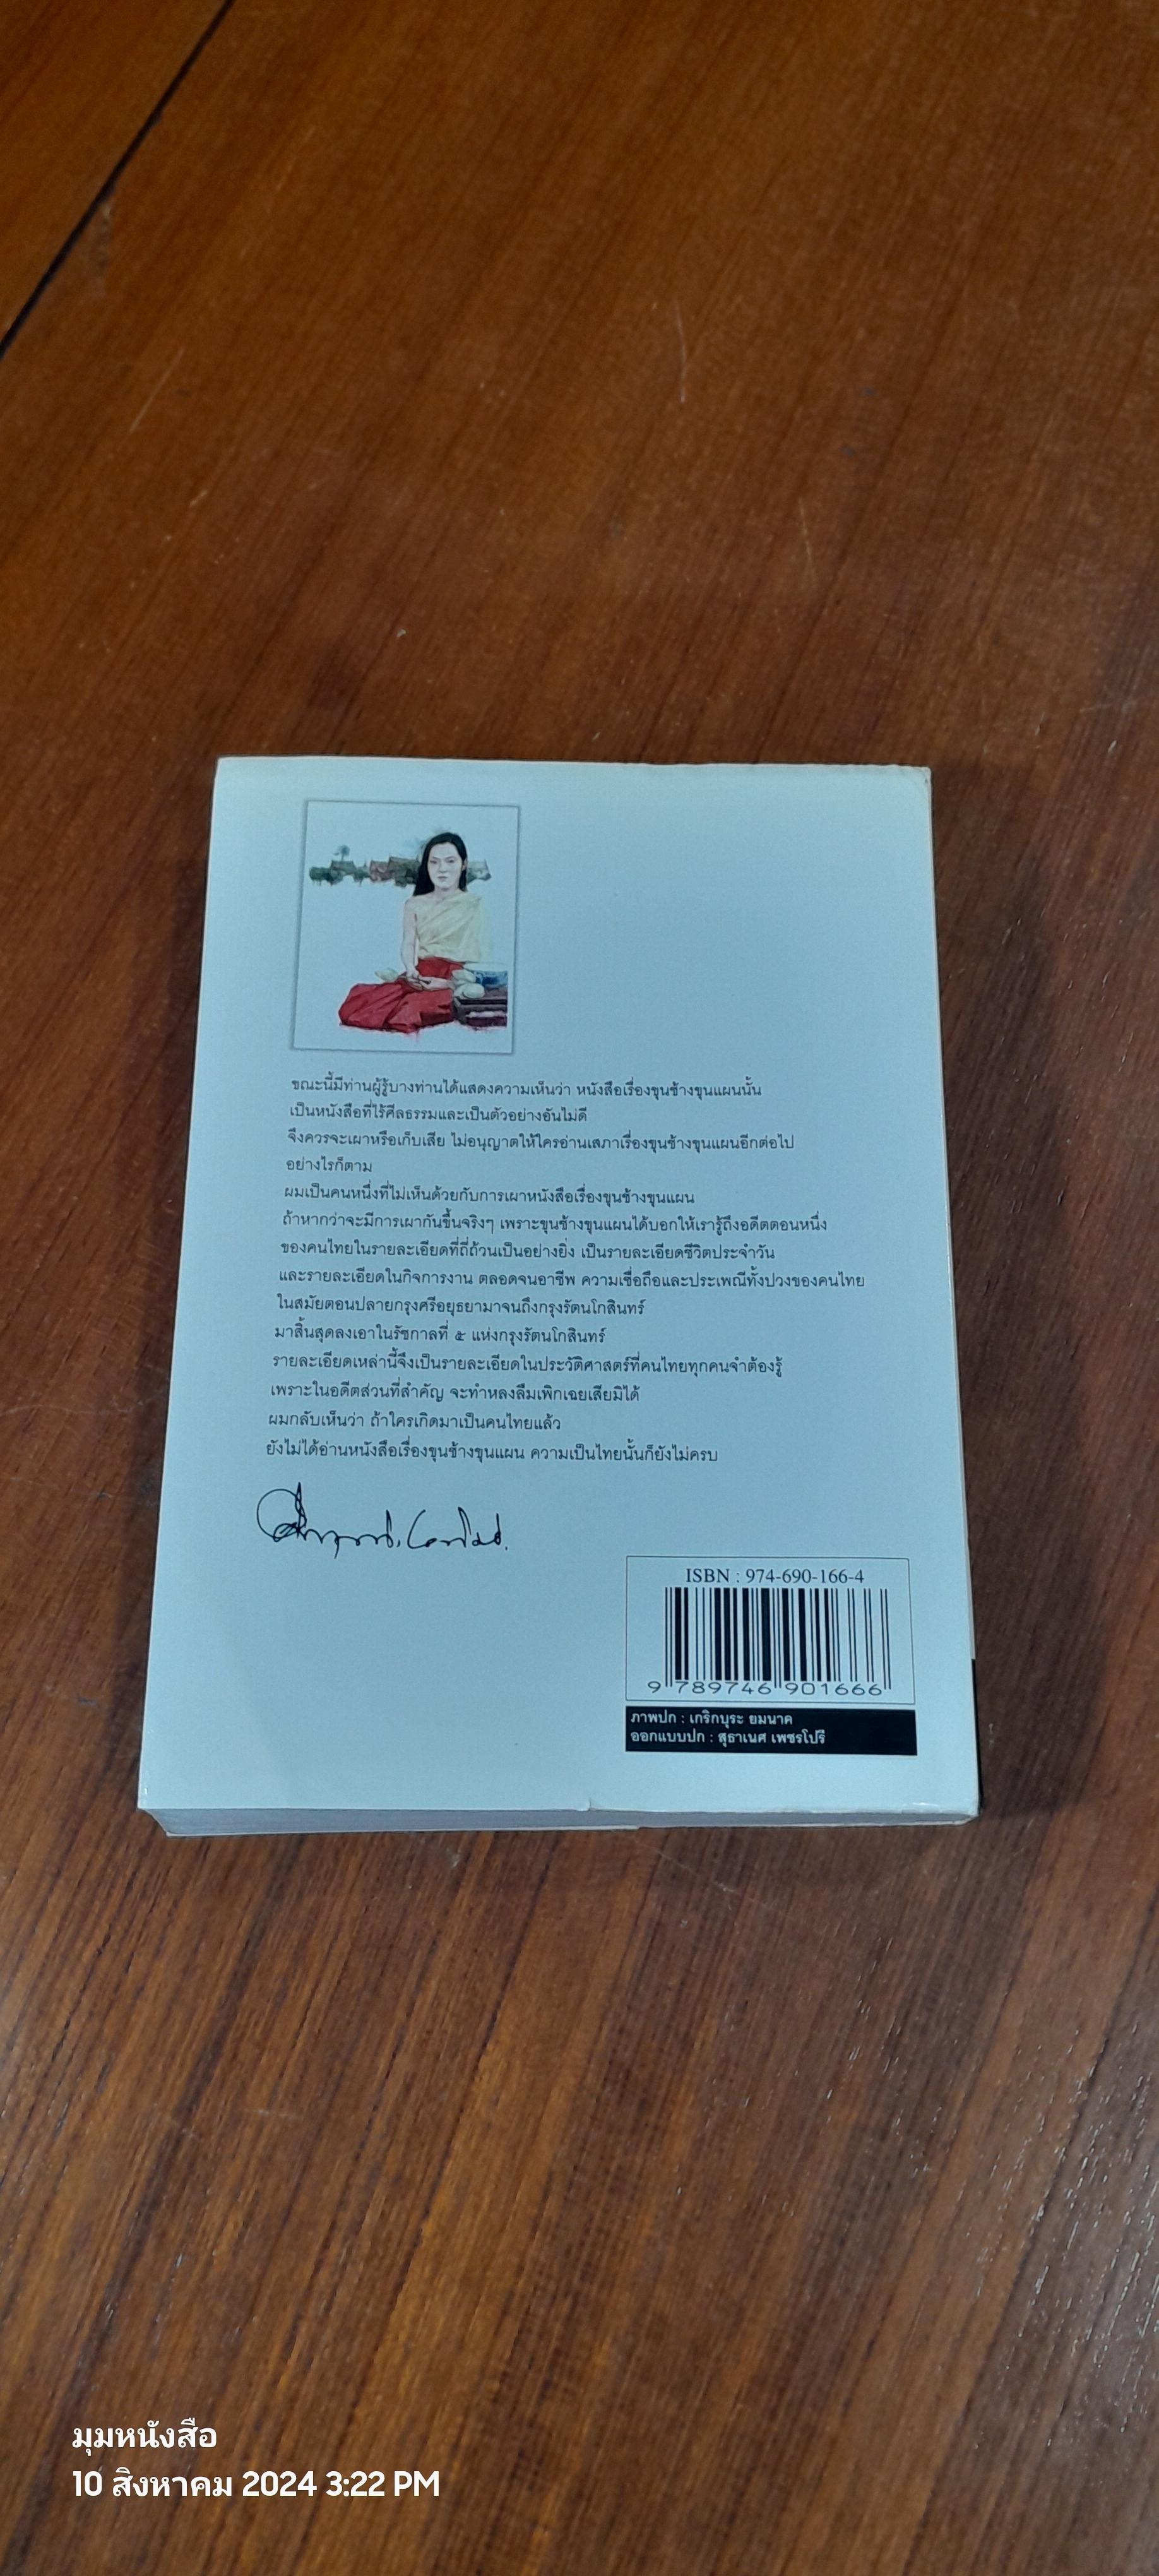 ขณะนี้มีท่านผู้รู้บางท่านได้แสดงความเห็นว่า หนังสือเรื่องขุนช้างขุนแผนนั้น
เป็นหนังสือที่ไร้ศีลธรรมและเป็นตัวอย่างอันไม่ดี
จึงควรจะเผาหรือเก็บเสีย ไม่อนุญาตให้ใครอ่านเสภาเรื่องขุนช้างขุนแผนอีกต่อไป
อย่างไรก็ตาม
ผมเป็นคนหนึ่งที่ไม่เห็นด้วยกับการเผาหนังสือเรื่องขุนช้างขุนแผน
ถ้าหากว่าจะมีการเผากันขึ้นจริงๆ เพราะขุนช้างขุนแผนได้บอกให้เรารู้ถึงอดีตตอนหนึ่ง
ของคนไทยในรายละเอียดที่ถี่ถ้วนเป็นอย่างยิ่ง เป็นรายละเอียดชีวิตประจำวัน
และรายละเอียดในกิจการงาน ตลอดจนอาชีพ ความเชื่อถือและประเพณีทั้งปวงของคนไทย
ในสมัยตอนปลายกรุงศรีอยุธยามาจนถึงกรุงรัตนโกสินทร์
มาสิ้นสุดลงเอาในรัชกาลที่ ๕ แห่งกรุงรัตนโกสินทร์
รายละเอียดเหล่านี้จึงเป็นรายละเอียดในประวัติศาสตร์ที่คนไทยทุกคนจำต้องรู้
เพราะในอดีตส่วนที่สำคัญ จะทำหลงลืมเพิกเฉยเสียมิได้
ผมกลับเห็นว่า ถ้าใครเกิดมาเป็นคนไทยแล้ว
ยังไม่ได้อ่านหนังสือเรื่องขุนช้างขุนแผน ความเป็นไทยนั้นก็ยังไม่ครบ
ISBN : 974-690-166-4
9 789746 901666
ภาพปก : เกริกบุระ ยมนาค
ออกแบบปก : สุธาเนศ เพชรโปรี
มุมหนังสือ
10 สิงหาคม 2024 3:22 PM